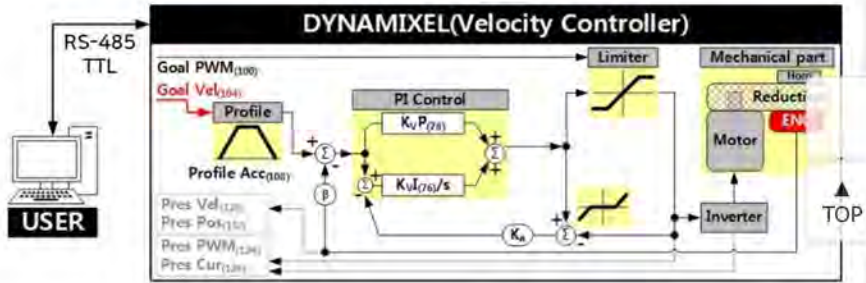 DYNAMIXEL(Velocity Controller)
RS-485
TTL
Goal PWM(100)
Goal Vel(104)
Profile
Profile Acc(108)
PI Control
KVP(78)
KVI(76)/s
Σ
Σ
Σ
Σ
β
Ka
Limiter
Mechanical part
Horn
Reduction
ENC
Motor
Inverter
TOP
USER
Pres Vel(128)
Pres Pos(132)
Pres PWM(124)
Pres Cur(126)